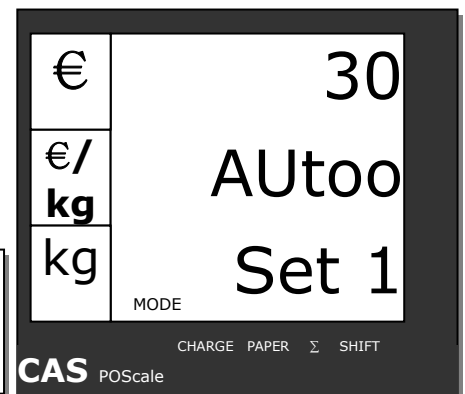 € 30
€/
kg AUtoo
kg Set 1
MODE
CHARGE PAPER Σ SHIFT
CAS POScale